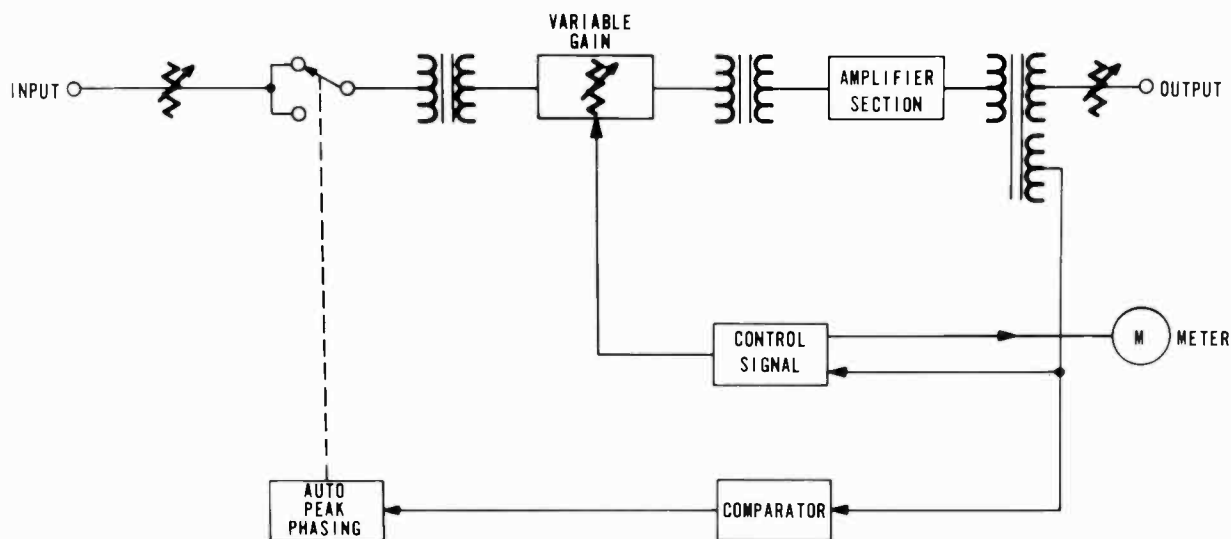 VARIABLE
GAIN
INPUT
AMPLIFIER
SECTION
OUTPUT
CONTROL
SIGNAL
M
METER
AUTO
PEAK
PHASING
COMPARATOR